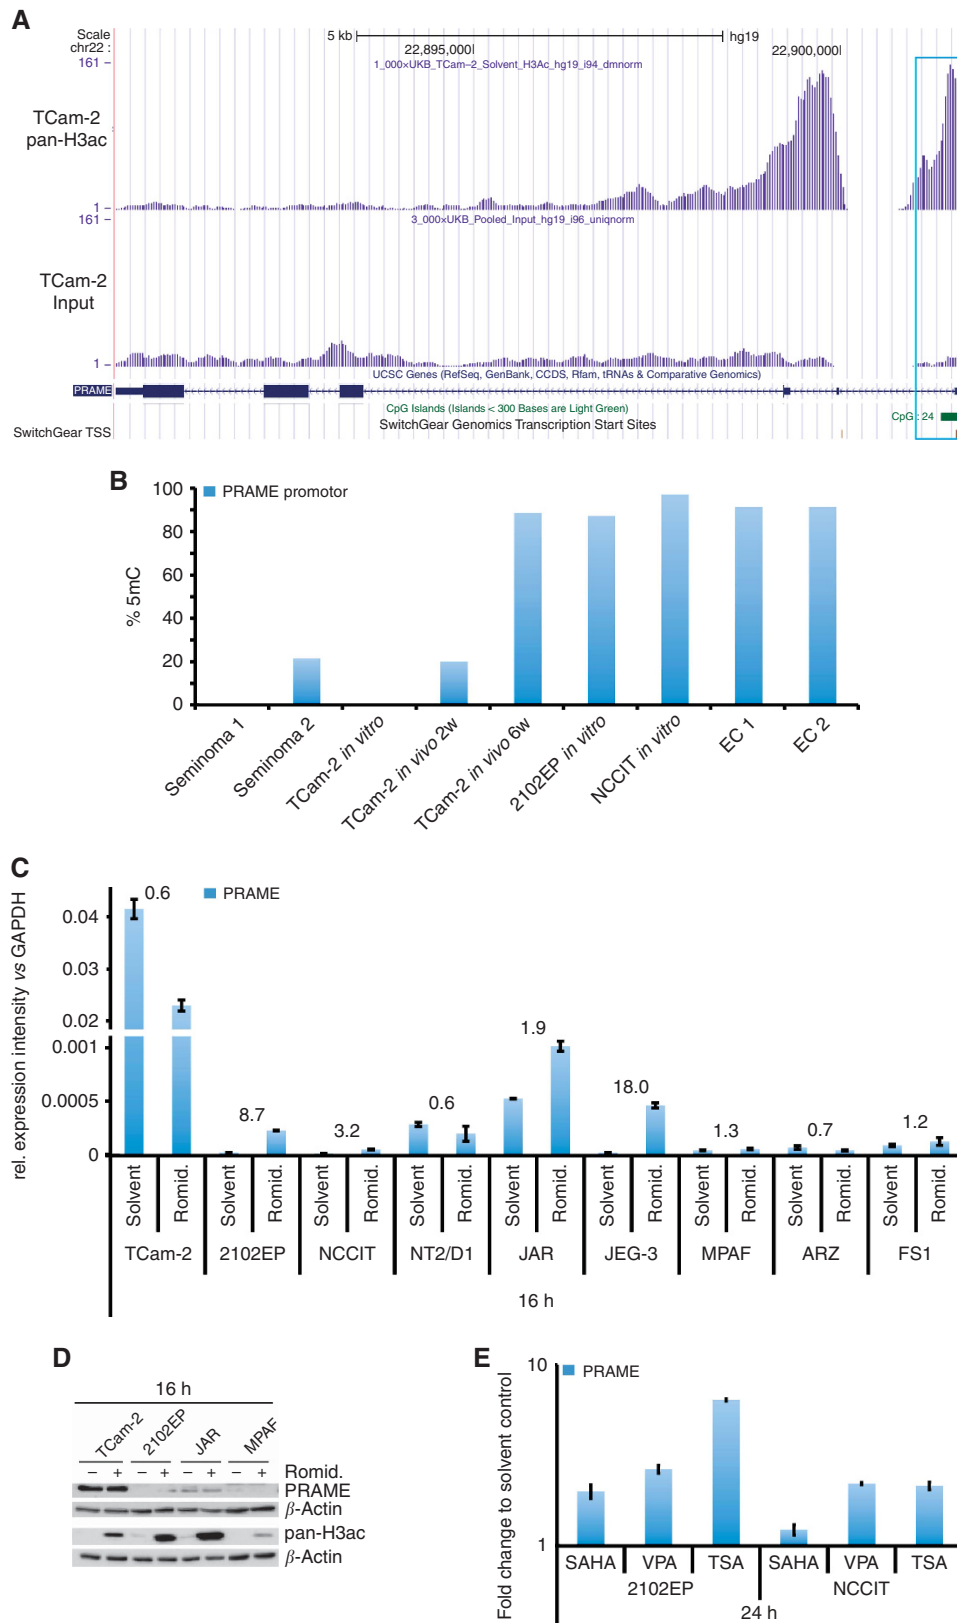 A
Scale
chr22 :
5 kb
hg19
22,895,000
22,900,000
161
1_000xUKB_TCam–2_Solvent_H3Ac_hg19_i94_dmnorm
TCam-2
pan-H3ac
1
161
3_000xUKB_Pooled_Input_hg19_i96_uniqnorm
TCam-2
Input
1
UCSC Genes (RefSeq, GenBank, CCDS, Rfam, tRNAs & Comparative Genomics)
PRAME
CpG Islands (Islands < 300 Bases are Light Green)
CpG : 24
SwitchGear Genomics Transcription Start Sites
SwitchGear TSS
B
PRAME promotor
% 5mC
100
80
60
40
20
0
Seminoma 1
Seminoma 2
TCam-2 in vitro
TCam-2 in vivo 2w
TCam-2 in vivo 6w
2102EP in vitro
NCCIT in vitro
EC 1
EC 2
C
PRAME
rel. expression intensity vs GAPDH
0.04
0.03
0.02
0.001
0.0005
0
0.6
8.7
3.2
0.6
1.9
18.0
1.3
0.7
1.2
Solvent Romid. Solvent Romid. Solvent Romid. Solvent Romid. Solvent Romid. Solvent Romid. Solvent Romid. Solvent Romid. Solvent Romid.
TCam-2 2102EP NCCIT NT2/D1 JAR JEG-3 MPAF ARZ FS1
16 h
D
16 h
TCam-2 2102EP JAR MPAF
– + – + – + – + Romid.
PRAME
β-Actin
pan-H3ac
β-Actin
E
PRAME
Fold change to solvent control
10
1
SAHA VPA TSA SAHA VPA TSA
2102EP NCCIT
24 h